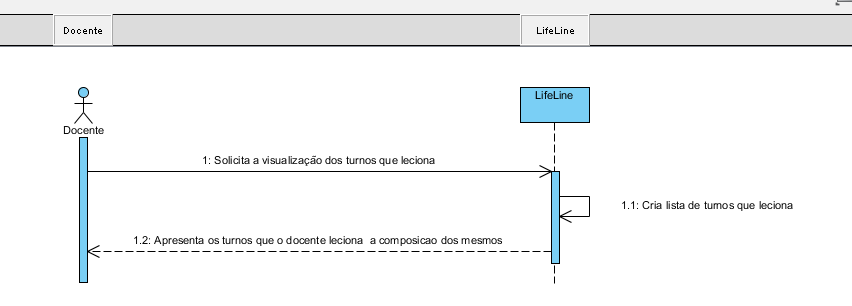 Docente
LifeLine
LifeLine
Docente
1: Solicita a visualização dos turnos que leciona
1.1: Cria lista de turnos que leciona
1.2: Apresenta os turnos que o docente leciona a composicao dos mesmos